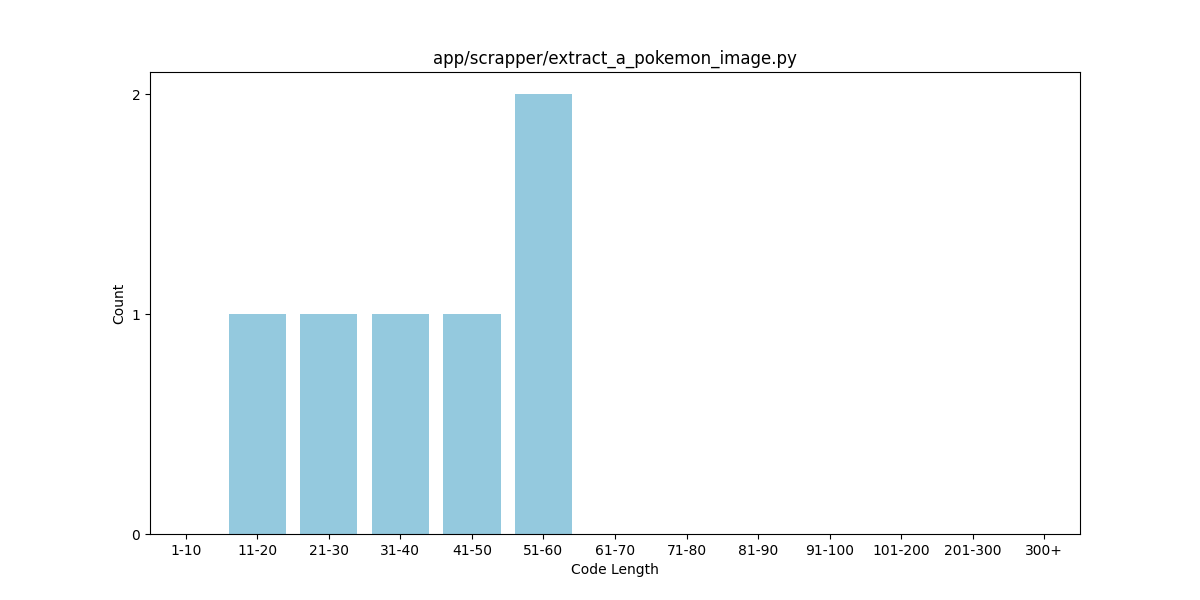 app/scrapper/extract_a_pokemon_image.py
2
1
0
Count
1-10 11-20 21-30 31-40 41-50 51-60 61-70 71-80 81-90 91-100 101-200 201-300 300+
Code Length